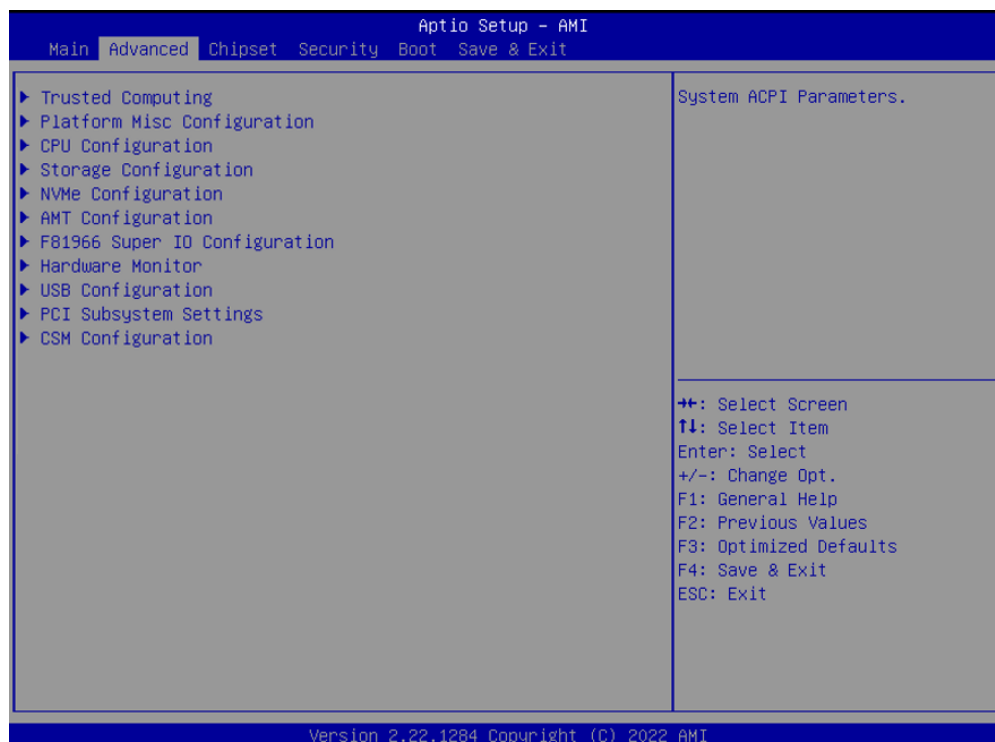 Aptio Setup – AMI
Main Advanced Chipset Security Boot Save & Exit
Trusted Computing
Platform Misc Configuration
CPU Configuration
Storage Configuration
NVMe Configuration
AMT Configuration
F81966 Super IO Configuration
Hardware Monitor
USB Configuration
PCI Subsystem Settings
CSM Configuration
System ACPI Parameters.
→←: Select Screen
↑↓: Select Item
Enter: Select
+/-: Change Opt.
F1: General Help
F2: Previous Values
F3: Optimized Defaults
F4: Save & Exit
ESC: Exit
Version 2.22.1284 Copyright (C) 2022 AMI